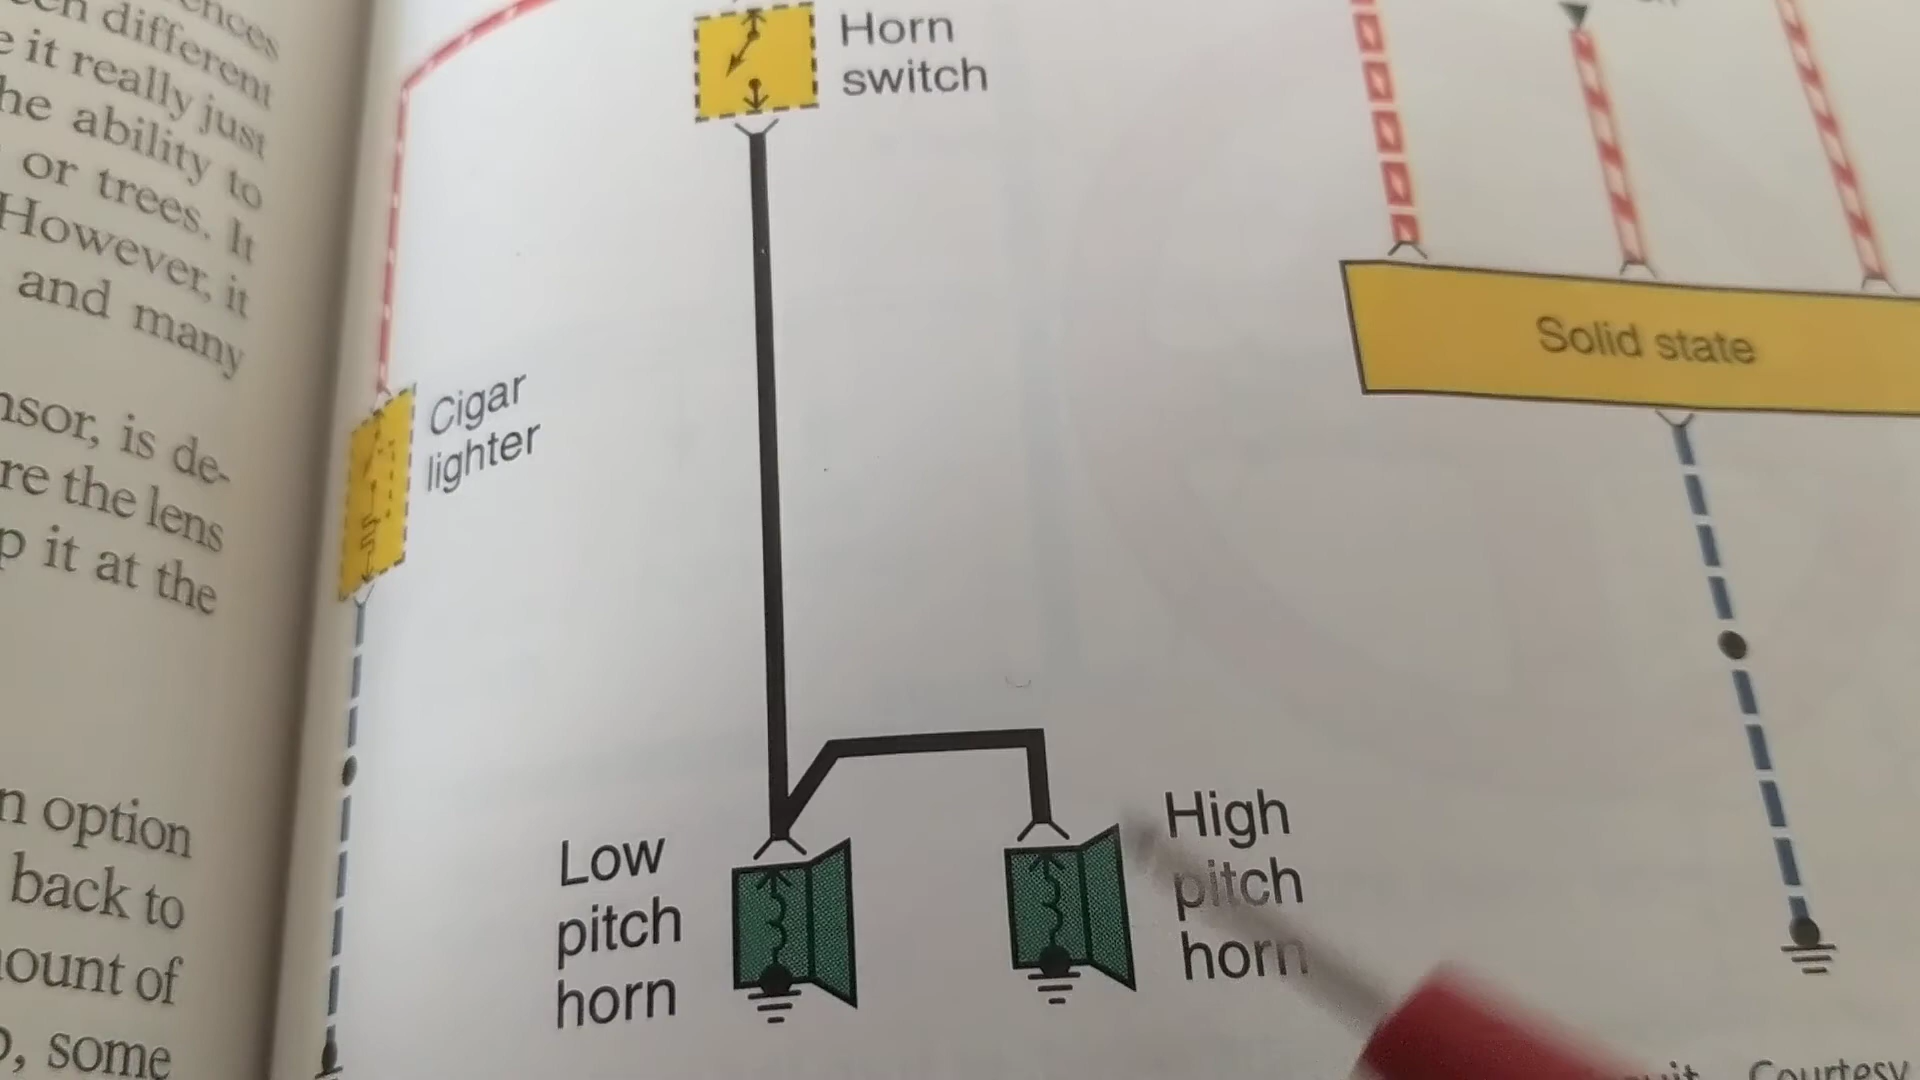 different
e it really just
he ability to
or trees. It
However, it
and many
nsor, is de-
re the lens
p it at the
n option
back to
ount of
o, some
Horn
switch
Cigar
lighter
Solid state
Low
pitch
horn
High
pitch
horn
Courtesy